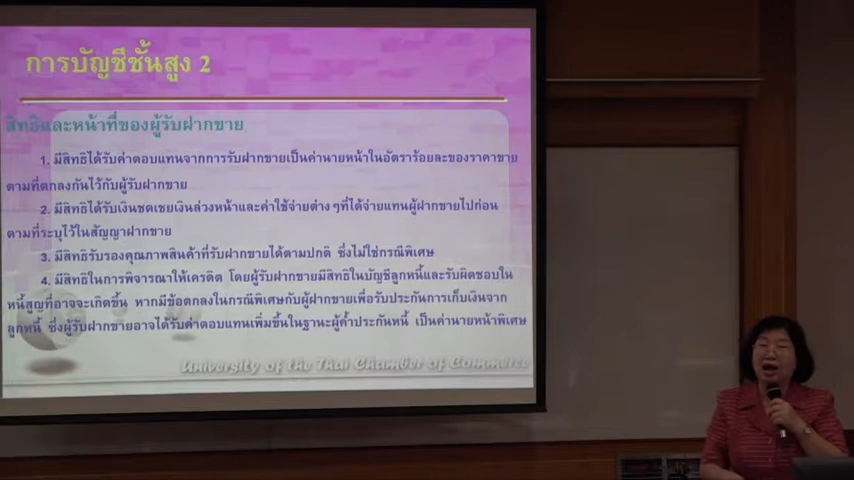 การบัญชีชั้นสูง 2
สิทธิและหน้าที่ของผู้รับฝากขาย
1. มีสิทธิได้รับค่าตอบแทนจากการรับฝากขายเป็นค่านายหน้าในอัตราร้อยละของราคาขาย
ตามที่ตกลงกันไว้กับผู้รับฝากขาย
2. มีสิทธิได้รับเงินชดเชยเงินล่วงหน้าและค่าใช้จ่ายต่างๆที่ได้จ่ายแทนผู้ฝากขายไปก่อน
ตามที่ระบุไว้ในสัญญาฝากขาย
3. มีสิทธิรับรองคุณภาพสินค้าที่รับฝากขายได้ตามปกติ ซึ่งไม่ใช่กรณีพิเศษ
4. มีสิทธิในการพิจารณาให้เครดิต โดยผู้รับฝากขายมีสิทธิในบัญชีลูกหนี้และรับผิดชอบใน
หนี้สูญที่อาจจะเกิดขึ้น หากมีข้อตกลงในกรณีพิเศษกับผู้ฝากขายเพื่อรับประกันการเก็บเงินจาก
ลูกหนี้ ซึ่งผู้รับฝากขายอาจได้รับค่าตอบแทนเพิ่มขึ้นในฐานะผู้ค้ำประกันหนี้ เป็นค่านายหน้าพิเศษ
University of the Thai Chamber of Commerce